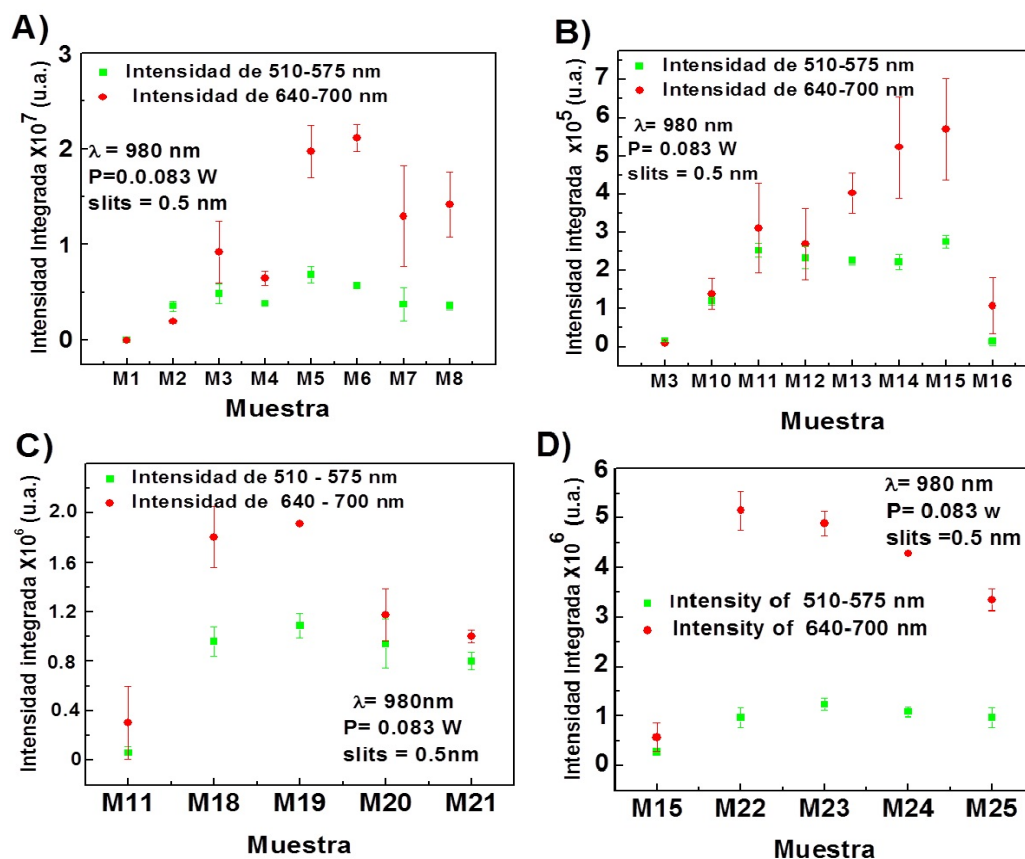 A)
Intensidad Integrada X10⁷ (u.a.)
3
2
1
0
Intensidad de 510-575 nm
Intensidad de 640-700 nm
λ = 980 nm
P=0.0.083 W
slits = 0.5 nm
M1 M2 M3 M4 M5 M6 M7 M8
Muestra
B)
Intensidad integrada x10⁵ (u.a.)
7
6
5
4
3
2
1
0
Intensidad de 510-575 nm
Intensidad de 640-700 nm
λ= 980 nm
P= 0.083 W
slits = 0.5 nm
M3 M10 M11 M12 M13 M14 M15 M16
Muestra
C)
Intensidad integrada X10⁶ (u.a.)
2.0
1.6
1.2
0.8
0.4
0
Intensidad de 510 - 575 nm
Intensidad de 640 - 700 nm
λ= 980nm
P= 0.083 W
slits = 0.5nm
M11 M18 M19 M20 M21
Muestra
D)
Intensidad Integrada X10⁶ (u.a.)
6
5
4
3
2
1
0
λ= 980 nm
P= 0.083 w
slits =0.5 nm
Intensity of 510-575 nm
Intensity of 640-700 nm
M15 M22 M23 M24 M25
Muestra